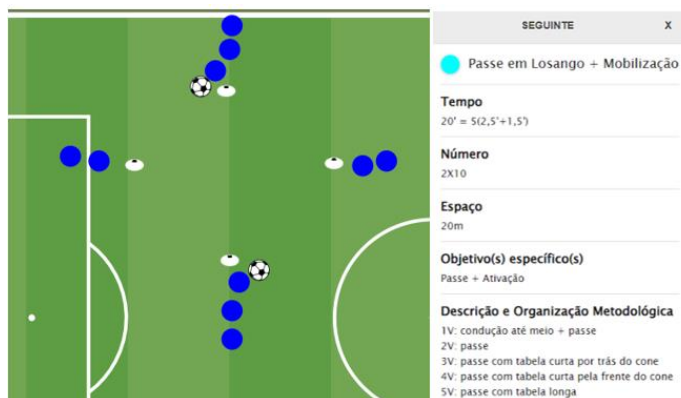 SEGUINTE X
Passe em Losango + Mobilização
Tempo
20' = 5(2,5'+1,5')
Número
2X10
Espaço
20m
Objetivo(s) específico(s)
Passe + Ativação
Descrição e Organização Metodológica
1V: condução até meio + passe
2V: passe
3V: passe com tabela curta por trás do cone
4V: passe com tabela curta pela frente do cone
5V: passe com tabela longa